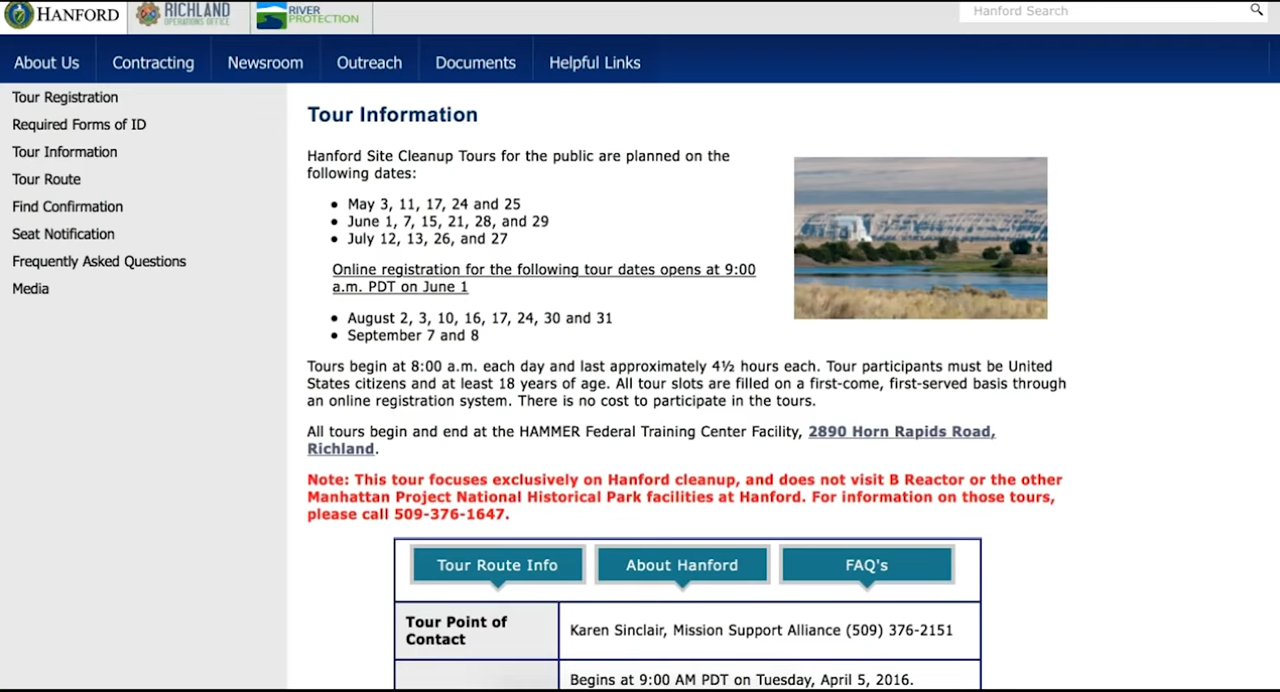 HANFORD
RICHLAND
OPERATIONS OFFICE
RIVER
PROTECTION
Hanford Search
About Us
Contracting
Newsroom
Outreach
Documents
Helpful Links
Tour Registration
Required Forms of ID
Tour Information
Tour Route
Find Confirmation
Seat Notification
Frequently Asked Questions
Media
Tour Information
Hanford Site Cleanup Tours for the public are planned on the
following dates:
• May 3, 11, 17, 24 and 25
• June 1, 7, 15, 21, 28, and 29
• July 12, 13, 26, and 27
Online registration for the following tour dates opens at 9:00
a.m. PDT on June 1
• August 2, 3, 10, 16, 17, 24, 30 and 31
• September 7 and 8
Tours begin at 8:00 a.m. each day and last approximately 4½ hours each. Tour participants must be United
States citizens and at least 18 years of age. All tour slots are filled on a first-come, first-served basis through
an online registration system. There is no cost to participate in the tours.
All tours begin and end at the HAMMER Federal Training Center Facility, 2890 Horn Rapids Road,
Richland.
Note: This tour focuses exclusively on Hanford cleanup, and does not visit B Reactor or the other
Manhattan Project National Historical Park facilities at Hanford. For information on those tours,
please call 509-376-1647.
Tour Route Info
About Hanford
FAQ's
Tour Point of
Contact
Karen Sinclair, Mission Support Alliance (509) 376-2151
Begins at 9:00 AM PDT on Tuesday, April 5, 2016.